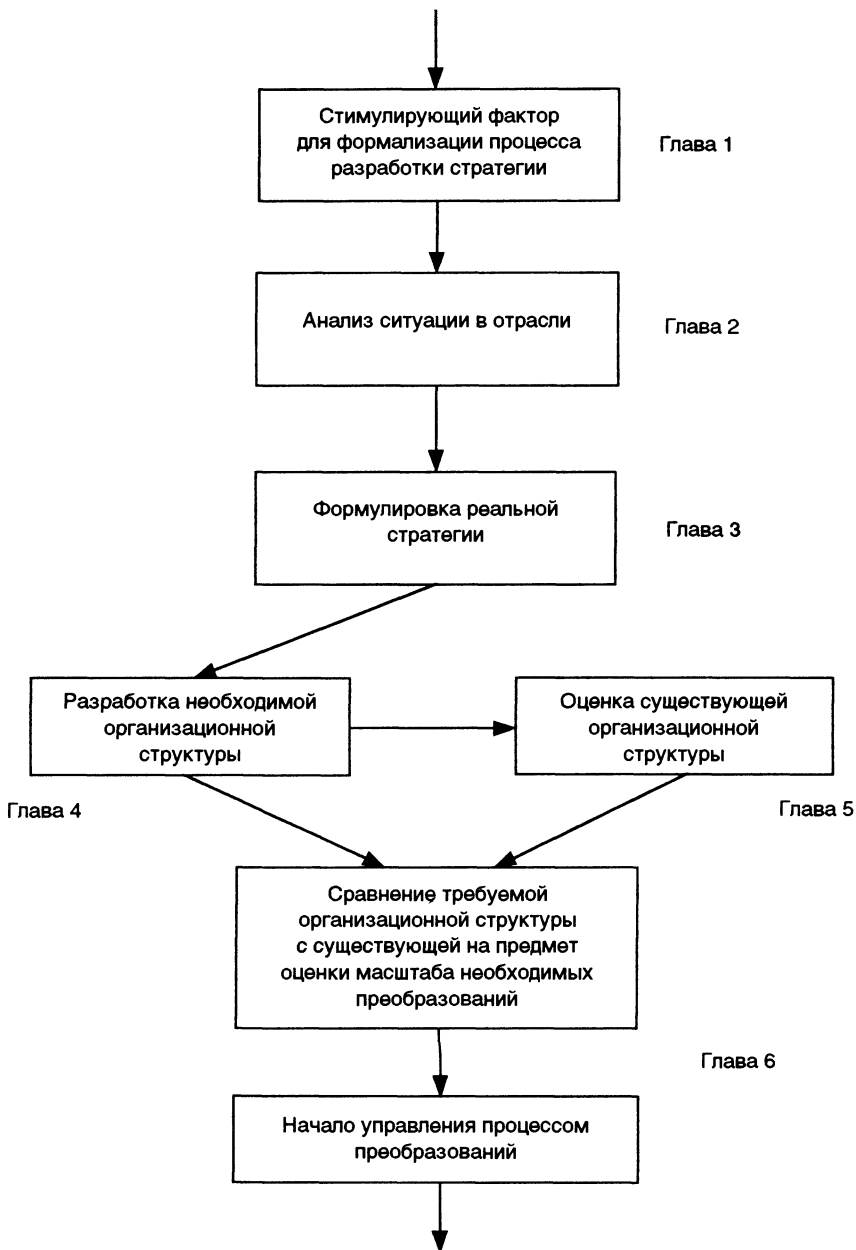 Стимулирующий фактор
для формализации процесса
разработки стратегии
Глава 1
Анализ ситуации в отрасли
Глава 2
Формулировка реальной
стратегии
Глава 3
Разработка необходимой
организационной
структуры
Оценка существующей
организационной
структуры
Глава 4
Глава 5
Сравнение требуемой
организационной структуры
с существующей на предмет
оценки масштаба необходимых
преобразований
Глава 6
Начало управления процессом
преобразований